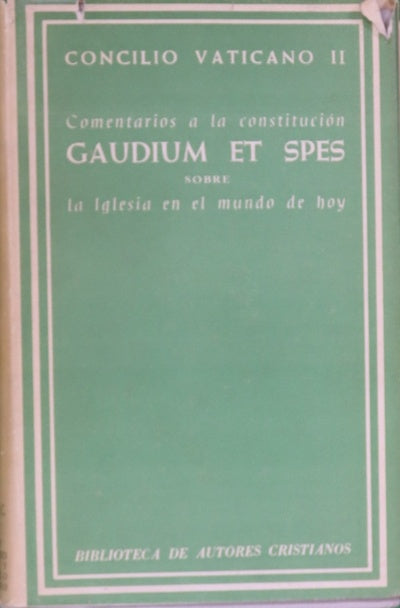 CONCILIO VATICANO II
Comentarios a la constitución
GAUDIUM ET SPES
SOBRE
la Iglesia en el mundo de hoy
BIBLIOTECA DE AUTORES CRISTIANOS